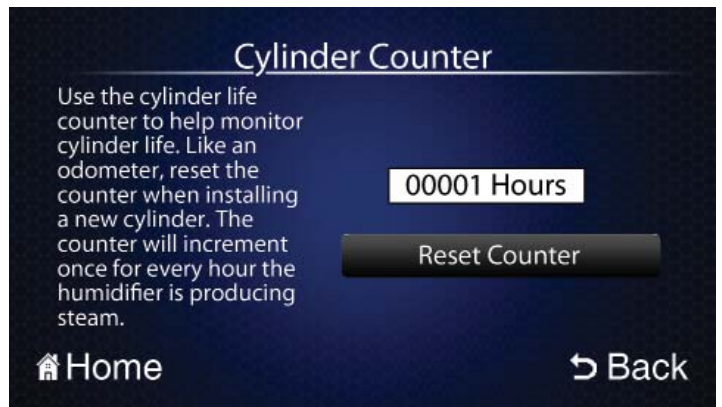 Cylinder Counter
Use the cylinder life
counter to help monitor
cylinder life. Like an
odometer, reset the
counter when installing
a new cylinder. The
counter will increment
once for every hour the
humidifier is producing
steam.
00001 Hours
Reset Counter
Home
Back